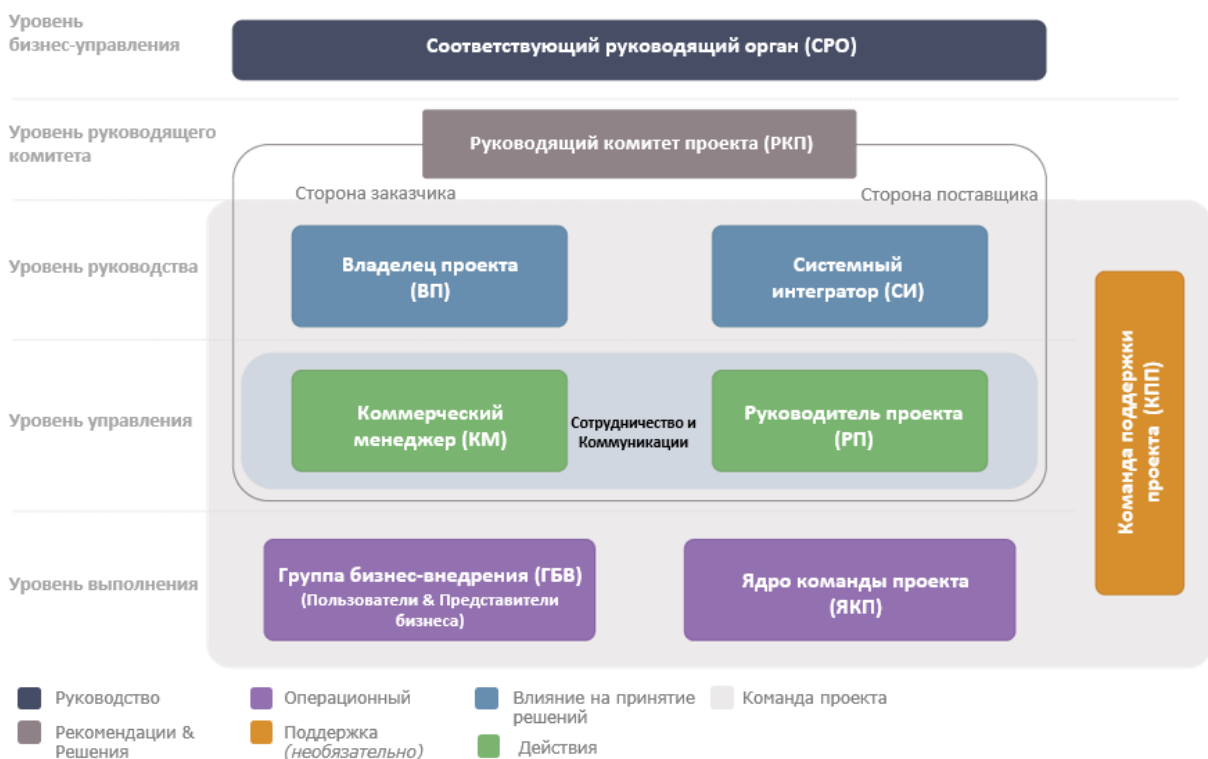 Уровень
бизнес-управления
Соответствующий руководящий орган (СРО)
Уровень руководящего
комитета
Руководящий комитет проекта (РКП)
Сторона заказчика
Сторона поставщика
Уровень руководства
Владелец проекта
(ВП)
Системный
интегратор (СИ)
Команда поддержки
проекта (КПП)
Уровень управления
Коммерческий
менеджер (КМ)
Сотрудничество и
Коммуникации
Руководитель проекта
(РП)
Уровень выполнения
Группа бизнес-внедрения (ГБВ)
(Пользователи & Представители
бизнеса)
Ядро команды проекта
(ЯКП)
Руководство
Операционный
Влияние на принятие
решений
Команда проекта
Рекомендации &
Решения
Поддержка
(необязательно)
Действия